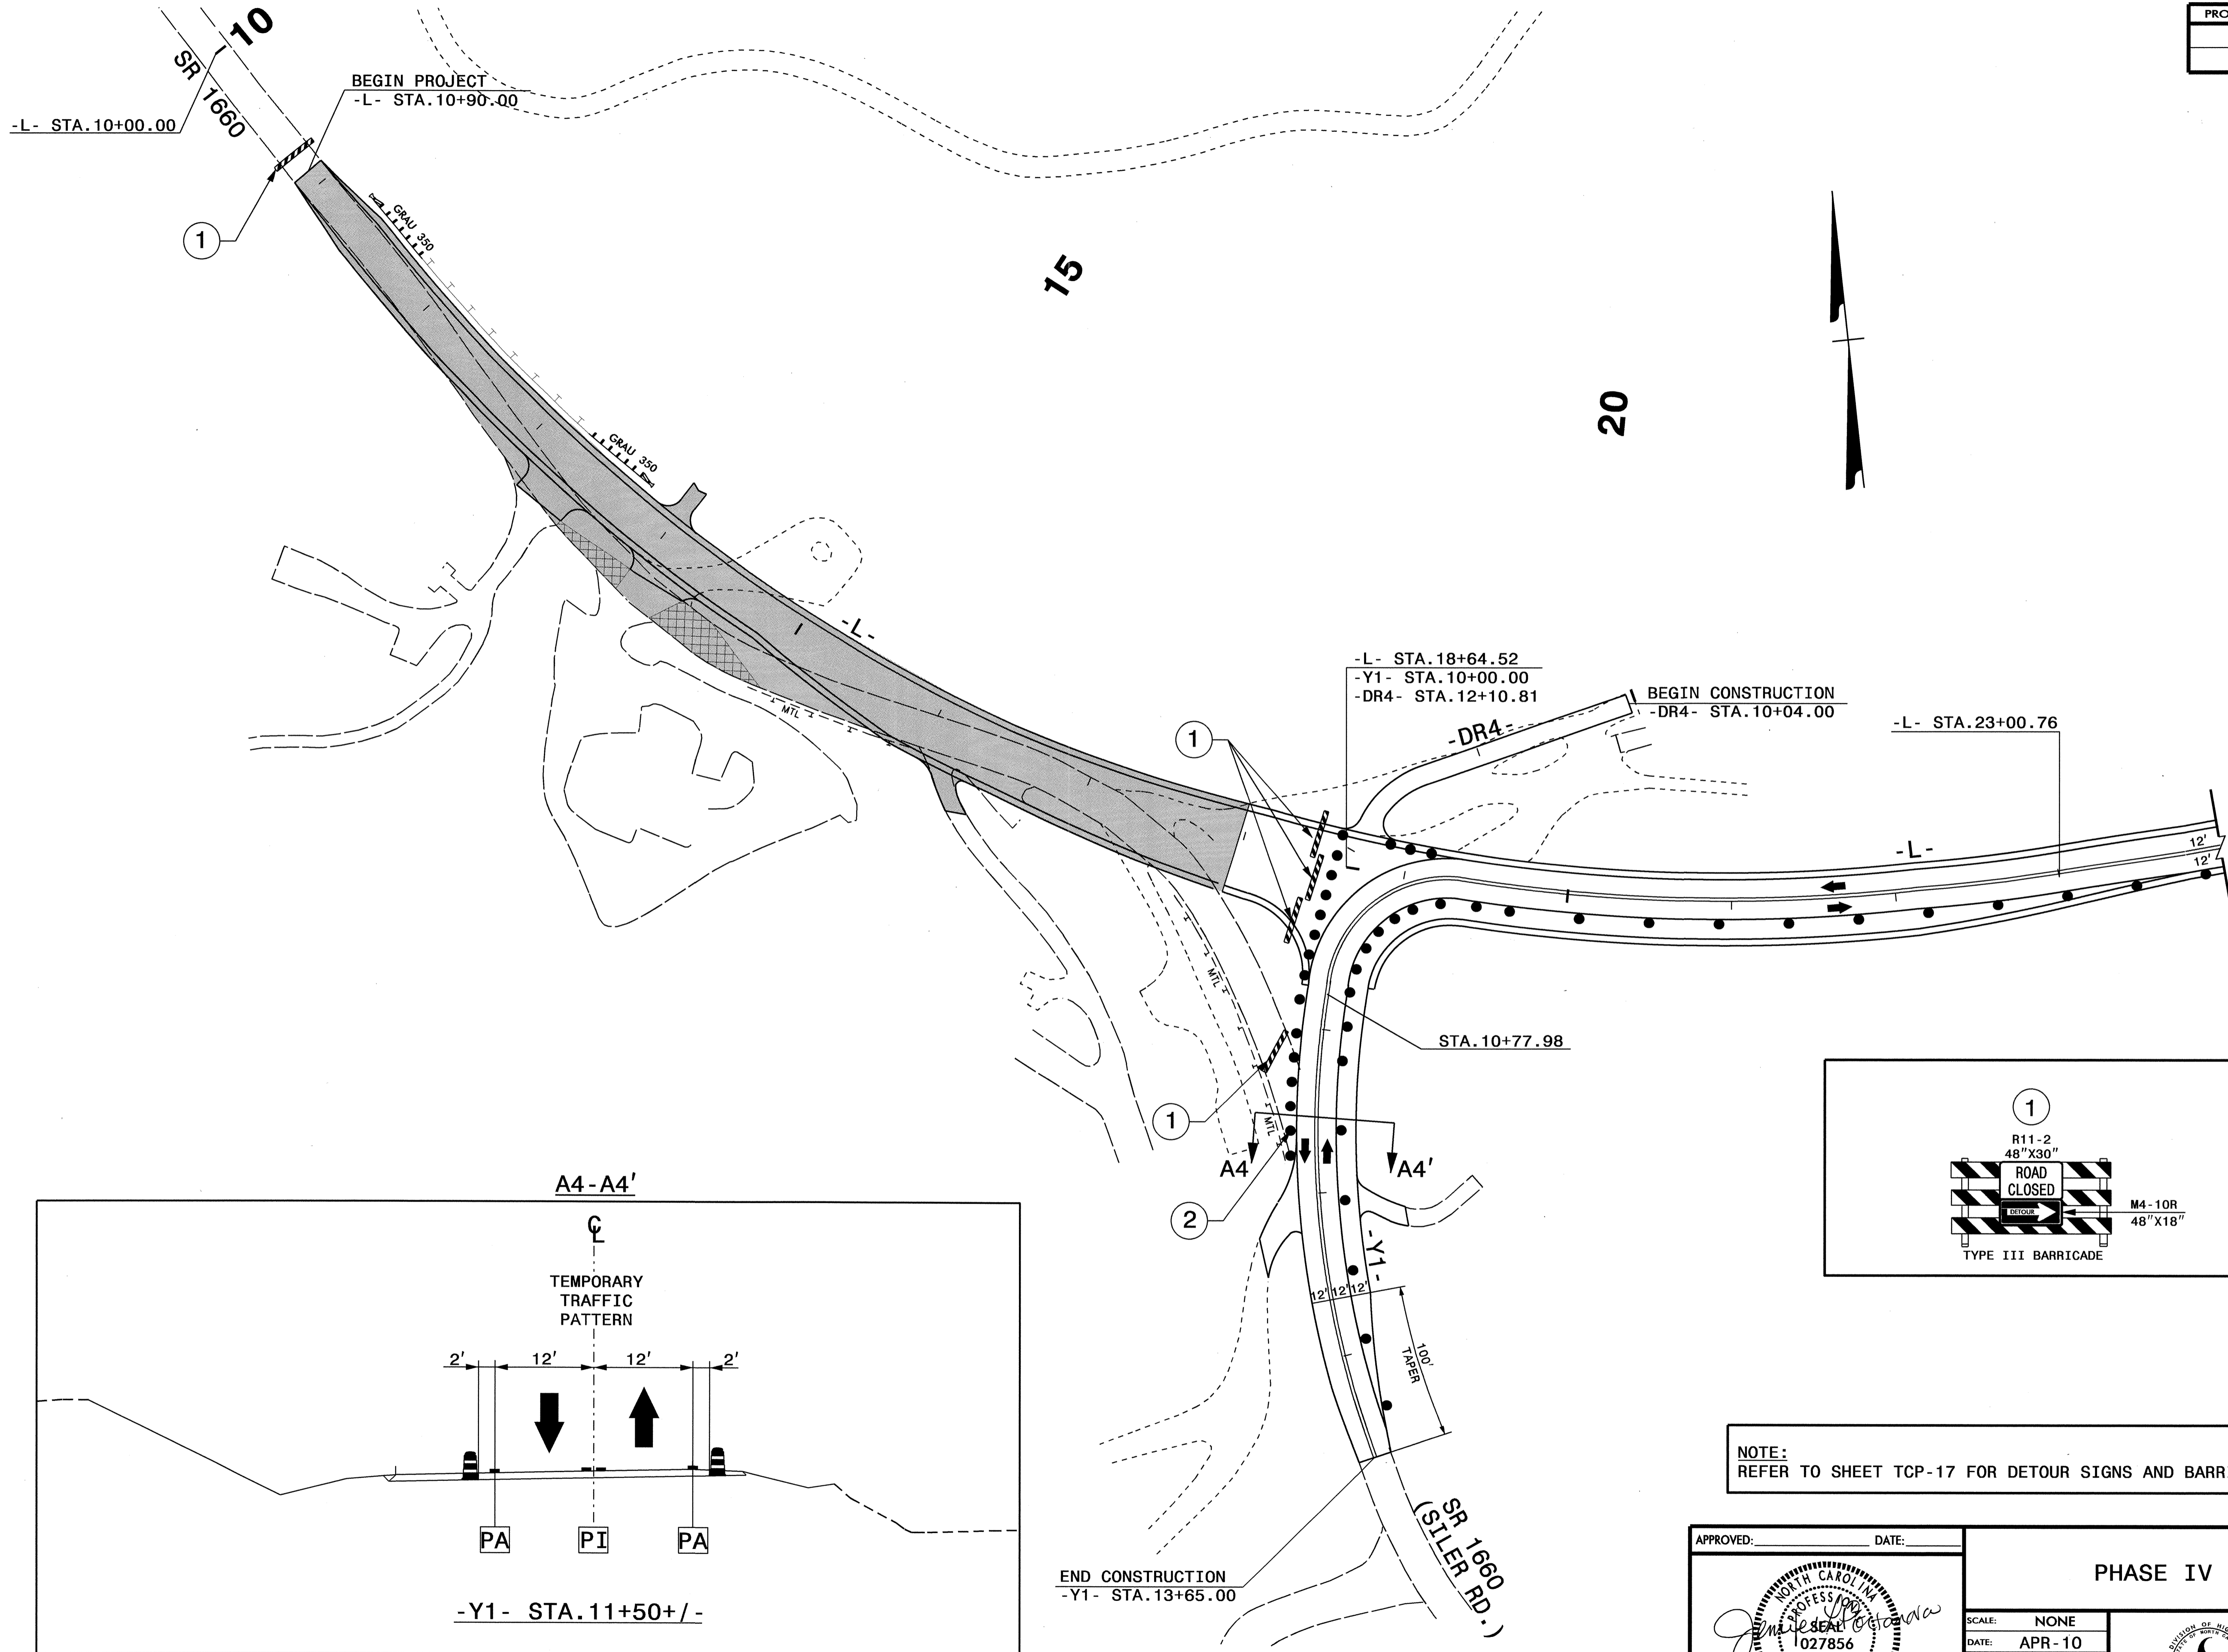 PRO
10
SR 1660
BEGIN PROJECT
-L- STA.10+90.00
-L- STA.10+00.00
1
GRAU 350
15
20
GRAU 350
-L-
MTL
-L- STA.18+64.52
-Y1- STA.10+00.00
-DR4- STA.12+10.81
-DR4-
BEGIN CONSTRUCTION
-DR4- STA.10+04.00
-L- STA.23+00.76
1
-L-
12'
12'
MTL
STA.10+77.98
1
MTL
A4
A4'
2
-Y1-
12'
12'
12'
100'
TAPER
1
R11-2
48"X30"
ROAD
CLOSED
DETOUR
M4-10R
48"X18"
TYPE III BARRICADE
A4-A4'
CL
TEMPORARY
TRAFFIC
PATTERN
2'
12'
12'
2'
PA
PI
PA
-Y1- STA.11+50+/-
END CONSTRUCTION
-Y1- STA.13+65.00
SR 1660
(SILER RD.)
NOTE:
REFER TO SHEET TCP-17 FOR DETOUR SIGNS AND BARR
APPROVED: DATE:
NORTH CAROLINA
PROFESSIONAL
SEAL
027856
PHASE IV
SCALE: NONE
DATE: APR-10
DIVISION OF HI